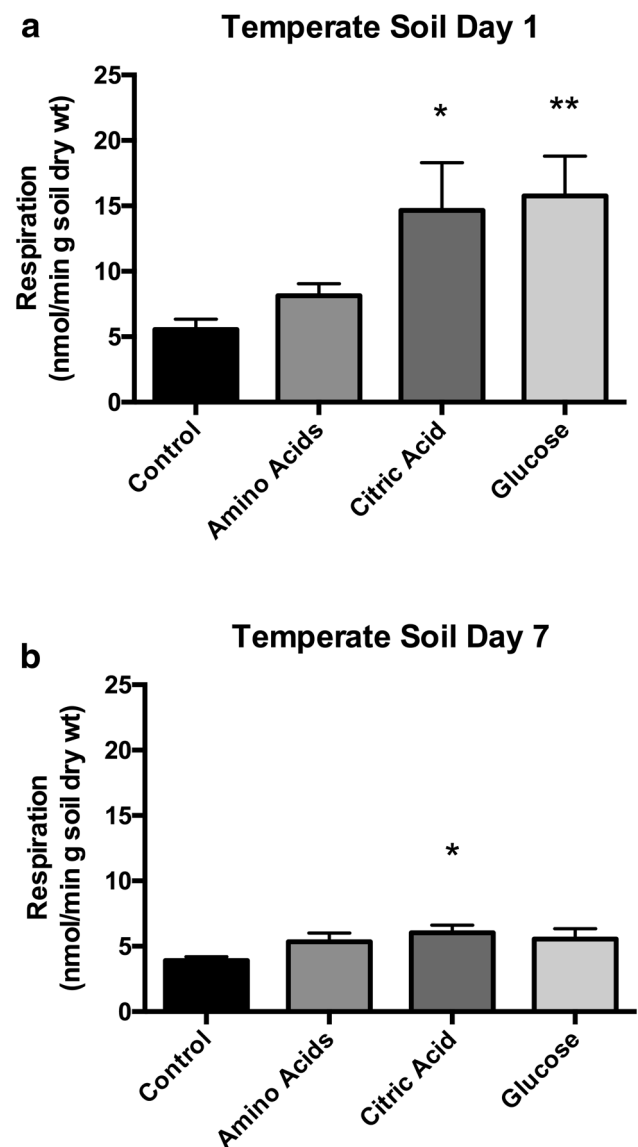 a
Temperate Soil Day 1
Respiration
(nmol/min g soil dry wt)
25
20
15
10
5
0
*
**
Control
Amino Acids
Citric Acid
Glucose
b
Temperate Soil Day 7
Respiration
(nmol/min g soil dry wt)
25
20
15
10
5
0
*
Control
Amino Acids
Citric Acid
Glucose